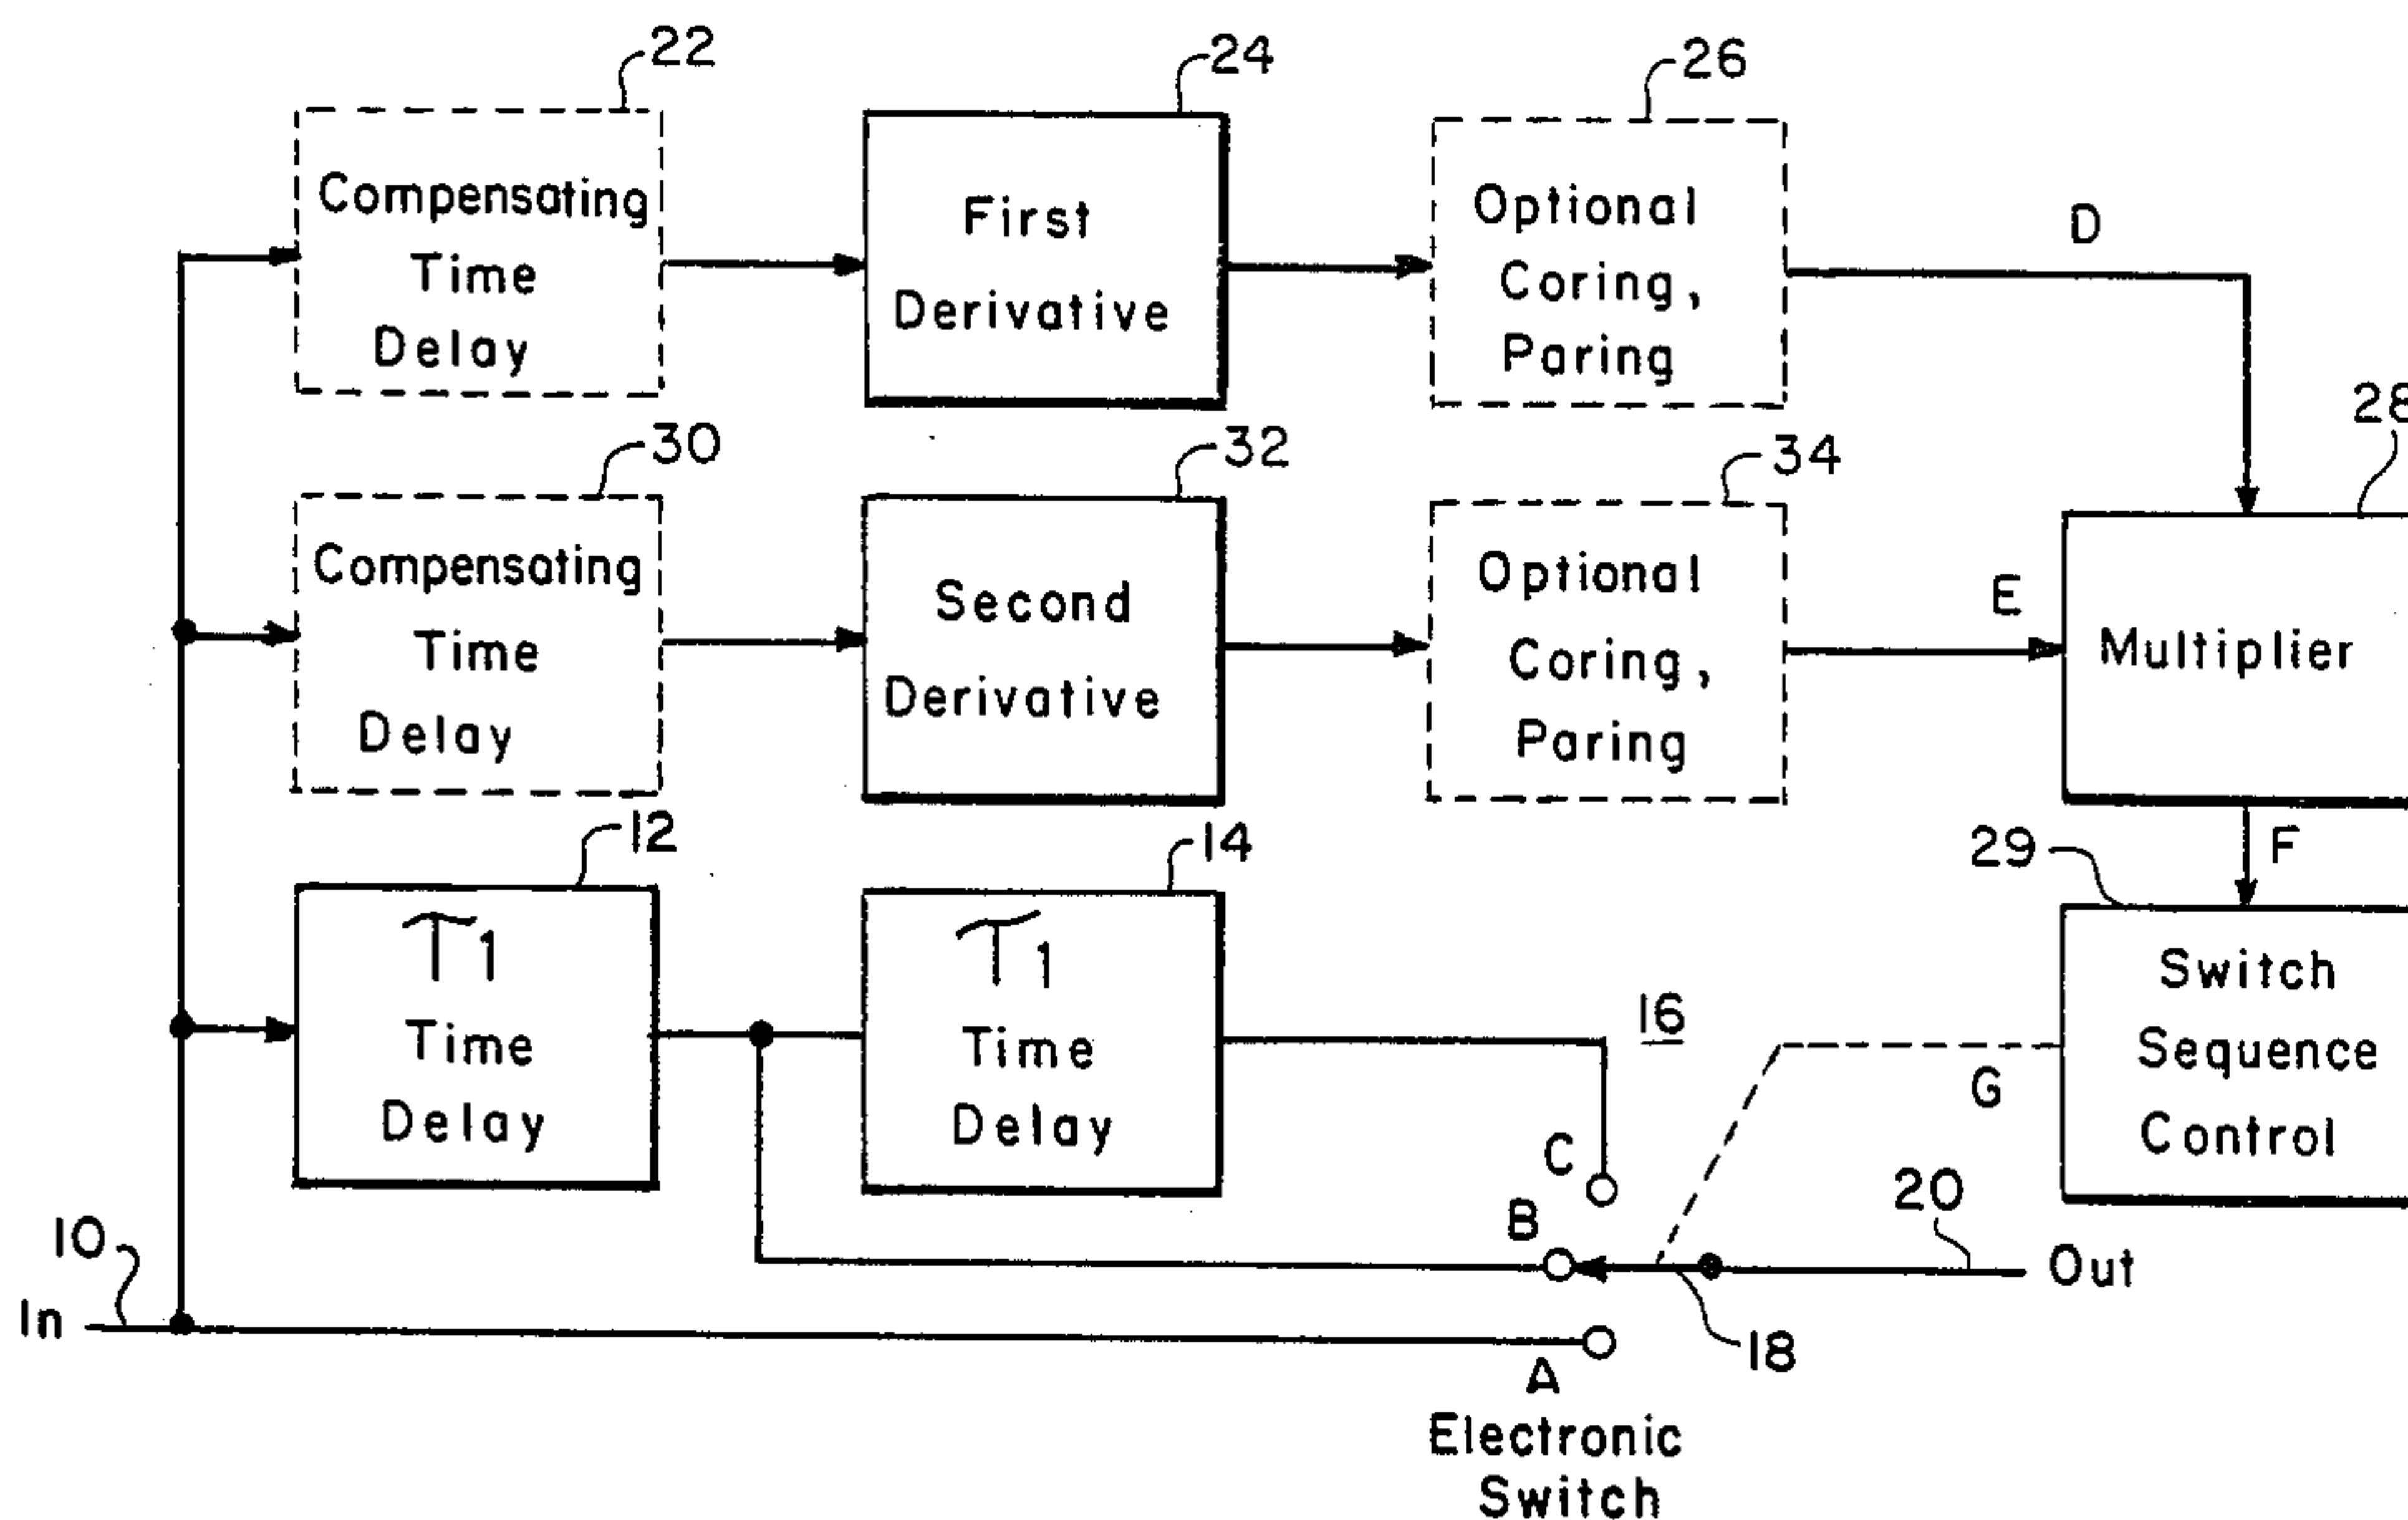 22
24
26
Compensating
Time
Delay
First
Derivative
Optional
Coring,
Paring
D
28
30
32
34
Compensating
Time
Delay
Second
Derivative
Optional
Coring,
Paring
E
Multiplier
F
12
14
29
T1
Time
Delay
T1
Time
Delay
16
Switch
Sequence
Control
G
C
B
20
Out
10
In
18
A
Electronic
Switch